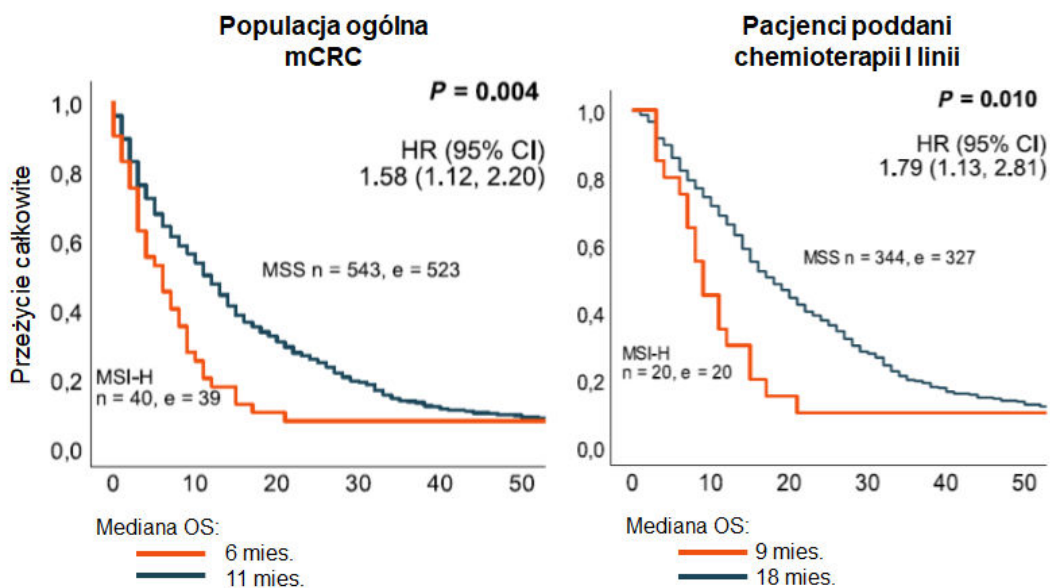 Populacja ogólna
mCRC
P = 0.004
HR (95% CI)
1.58 (1.12, 2.20)
Przeżycie całkowite
1,0
0,8
0,6
0,4
0,2
0,0
MSS n = 543, e = 523
MSI-H
n = 40, e = 39
0 10 20 30 40 50
Mediana OS:
6 mies.
11 mies.
Pacjenci poddani
chemioterapii I linii
P = 0.010
HR (95% CI)
1.79 (1.13, 2.81)
1,0
0,8
0,6
0,4
0,2
0,0
MSS n = 344, e = 327
MSI-H
n = 20, e = 20
0 10 20 30 40 50
Mediana OS:
9 mies.
18 mies.